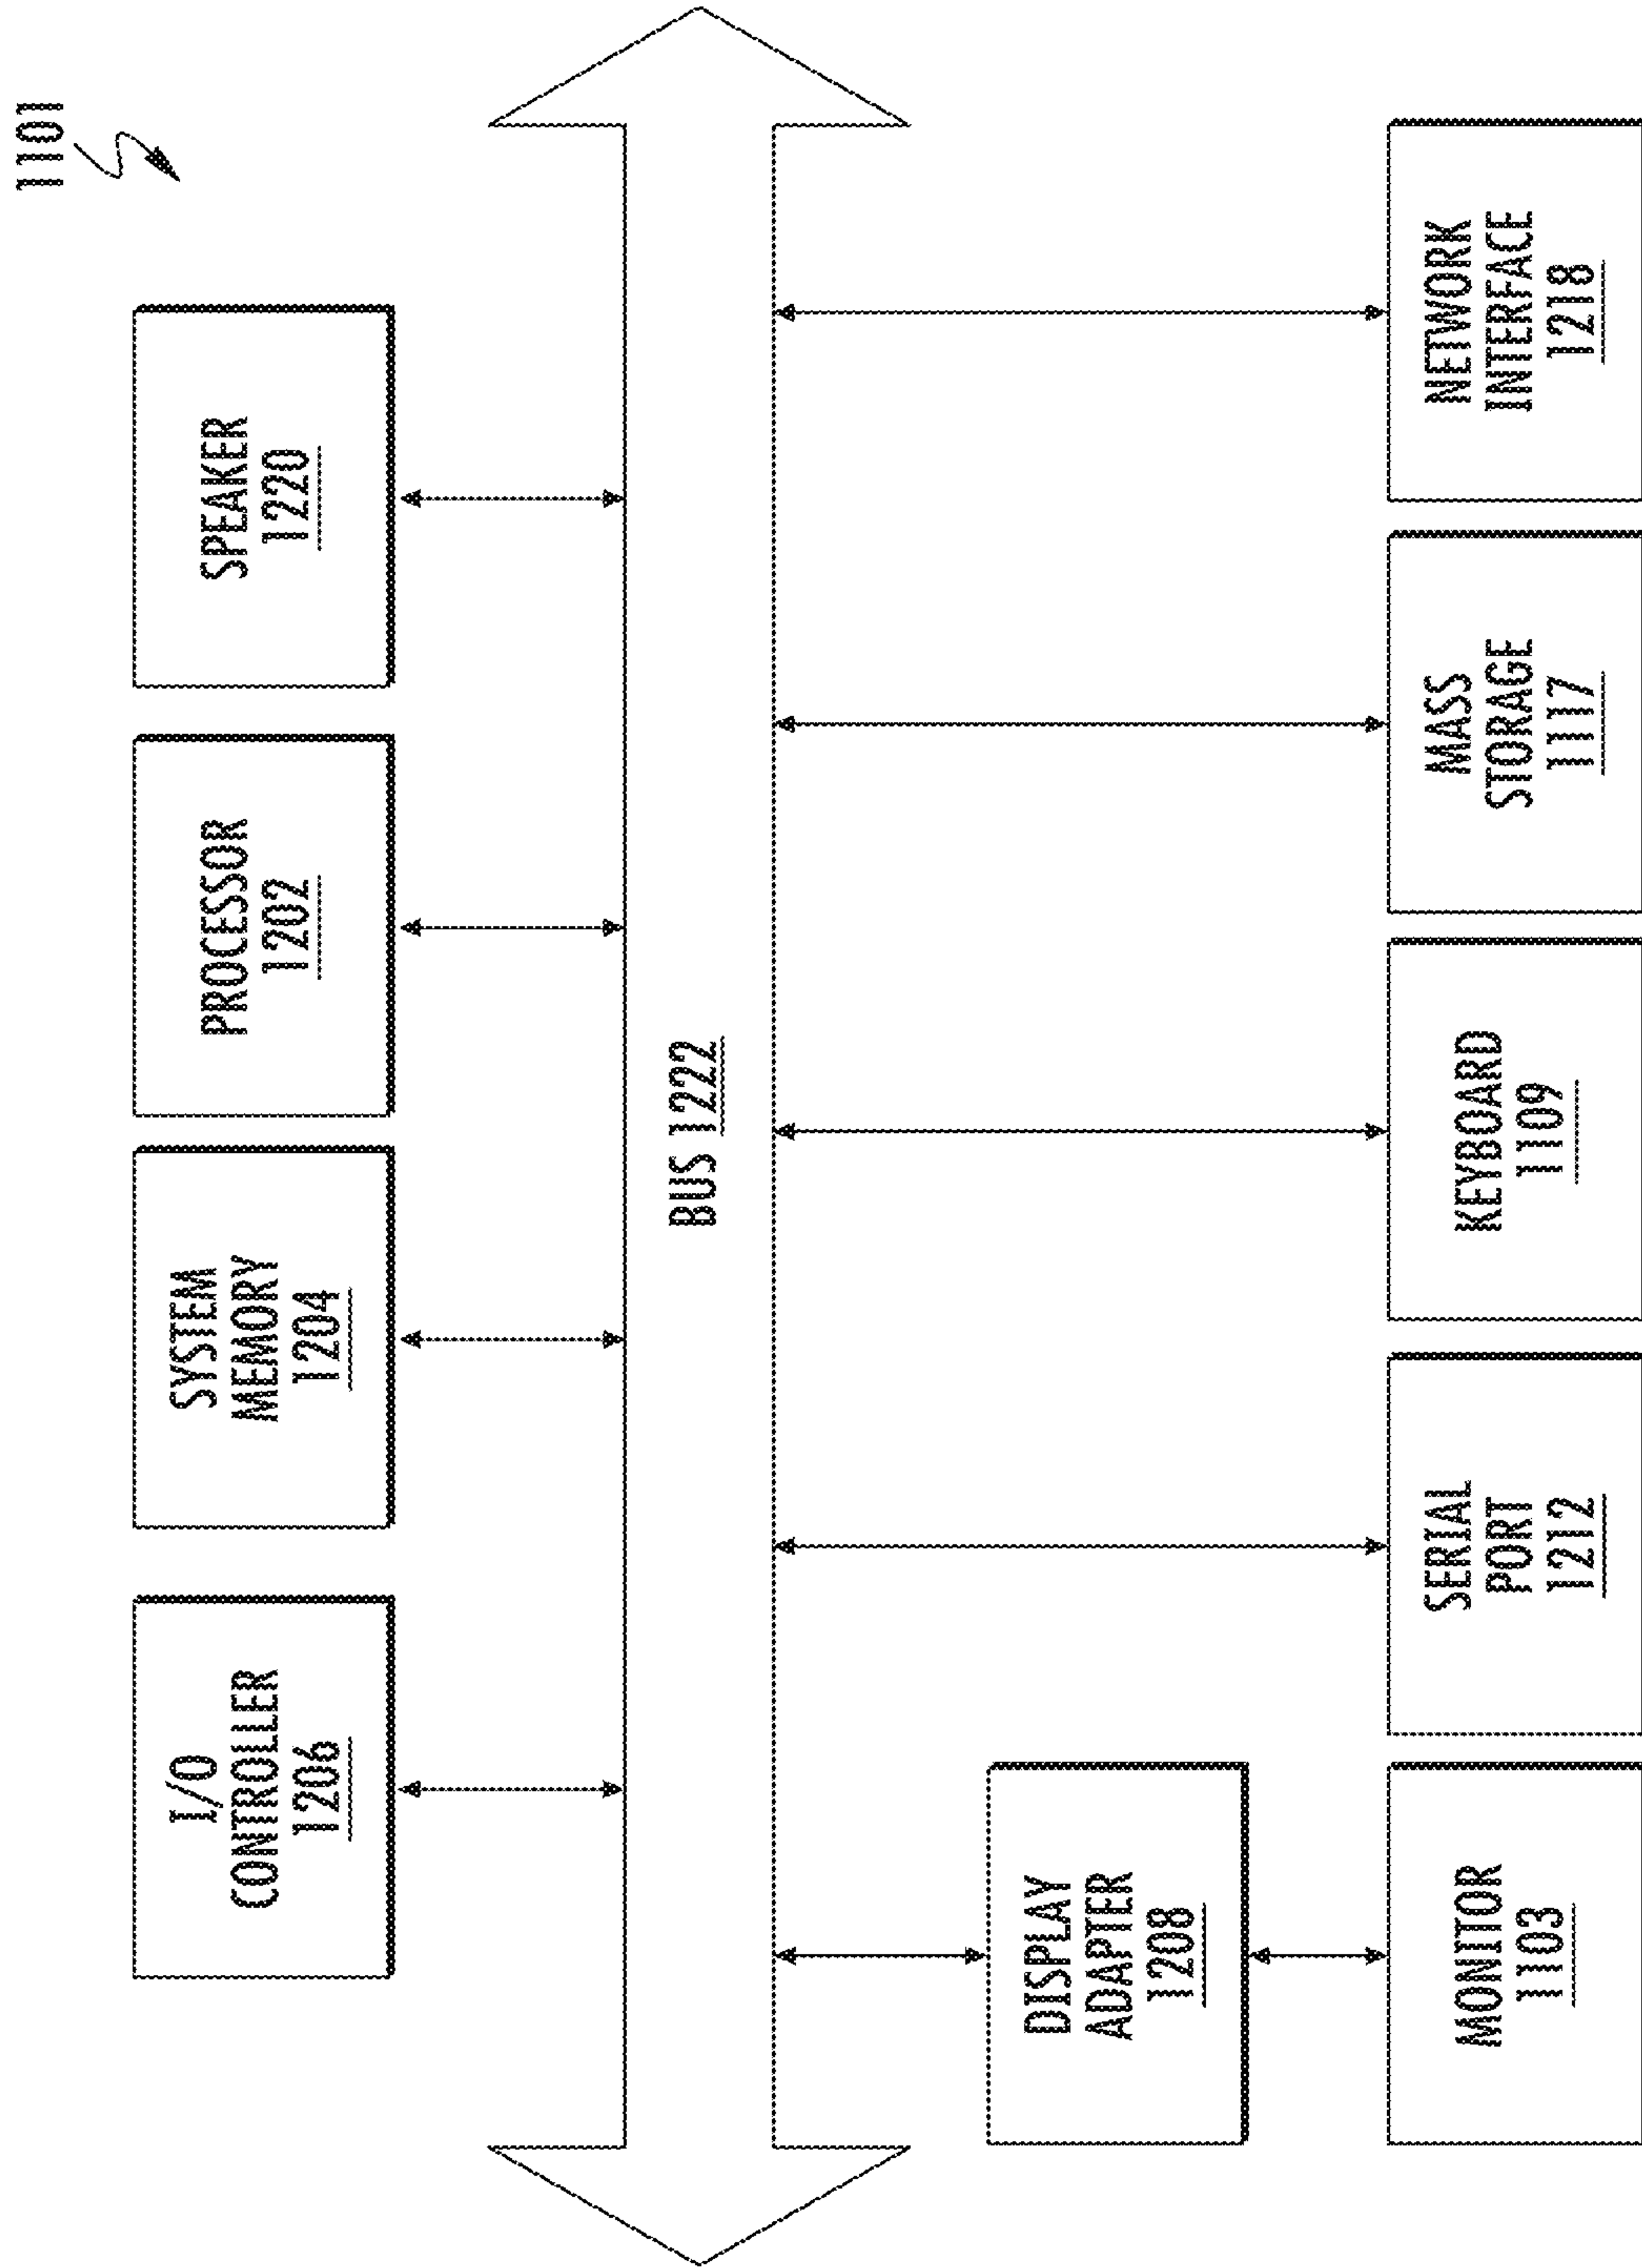 1101
I/O
CONTROLLER
1206
SYSTEM
MEMORY
1204
PROCESSOR
1202
SPEAKER
1220
BUS 1222
DISPLAY
ADAPTER
1208
MONITOR
1103
SERIAL
PORT
1212
KEYBOARD
1109
MASS
STORAGE
1117
NETWORK
INTERFACE
1218